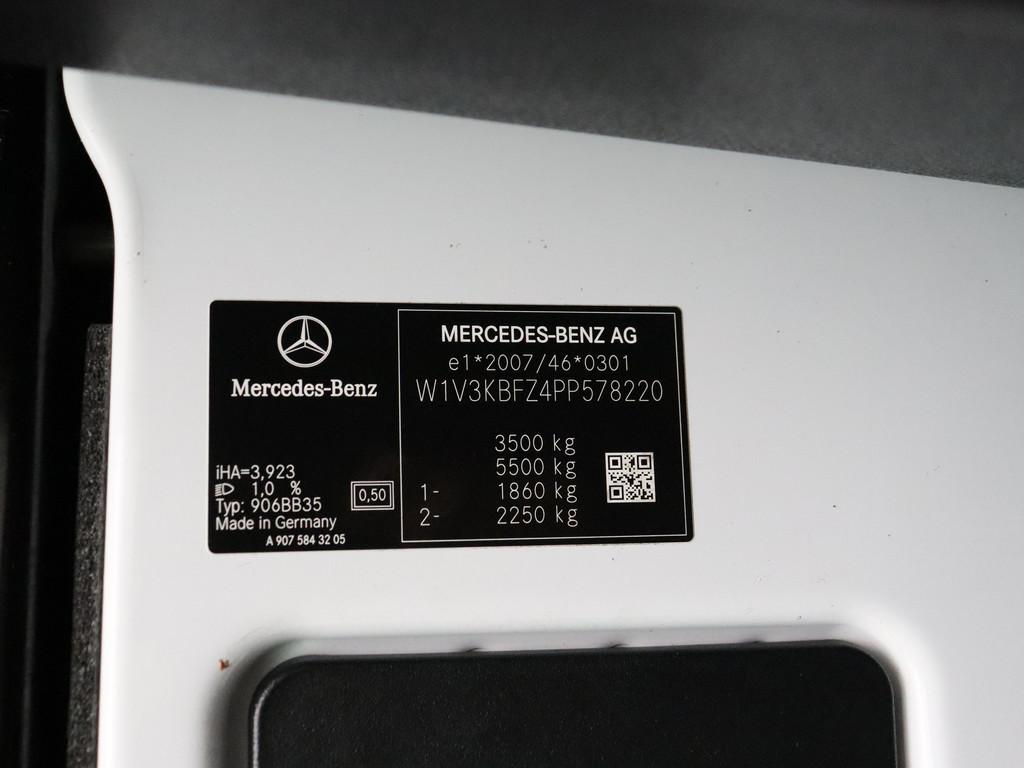 Mercedes-Benz
iHA=3,923
1,0 %
Typ: 906BB35
Made in Germany
A 907 584 32 05
0,50
MERCEDES-BENZ AG
e1*2007/46*0301
W1V3KBFZ4PP578220
3500 kg
5500 kg
1- 1860 kg
2- 2250 kg